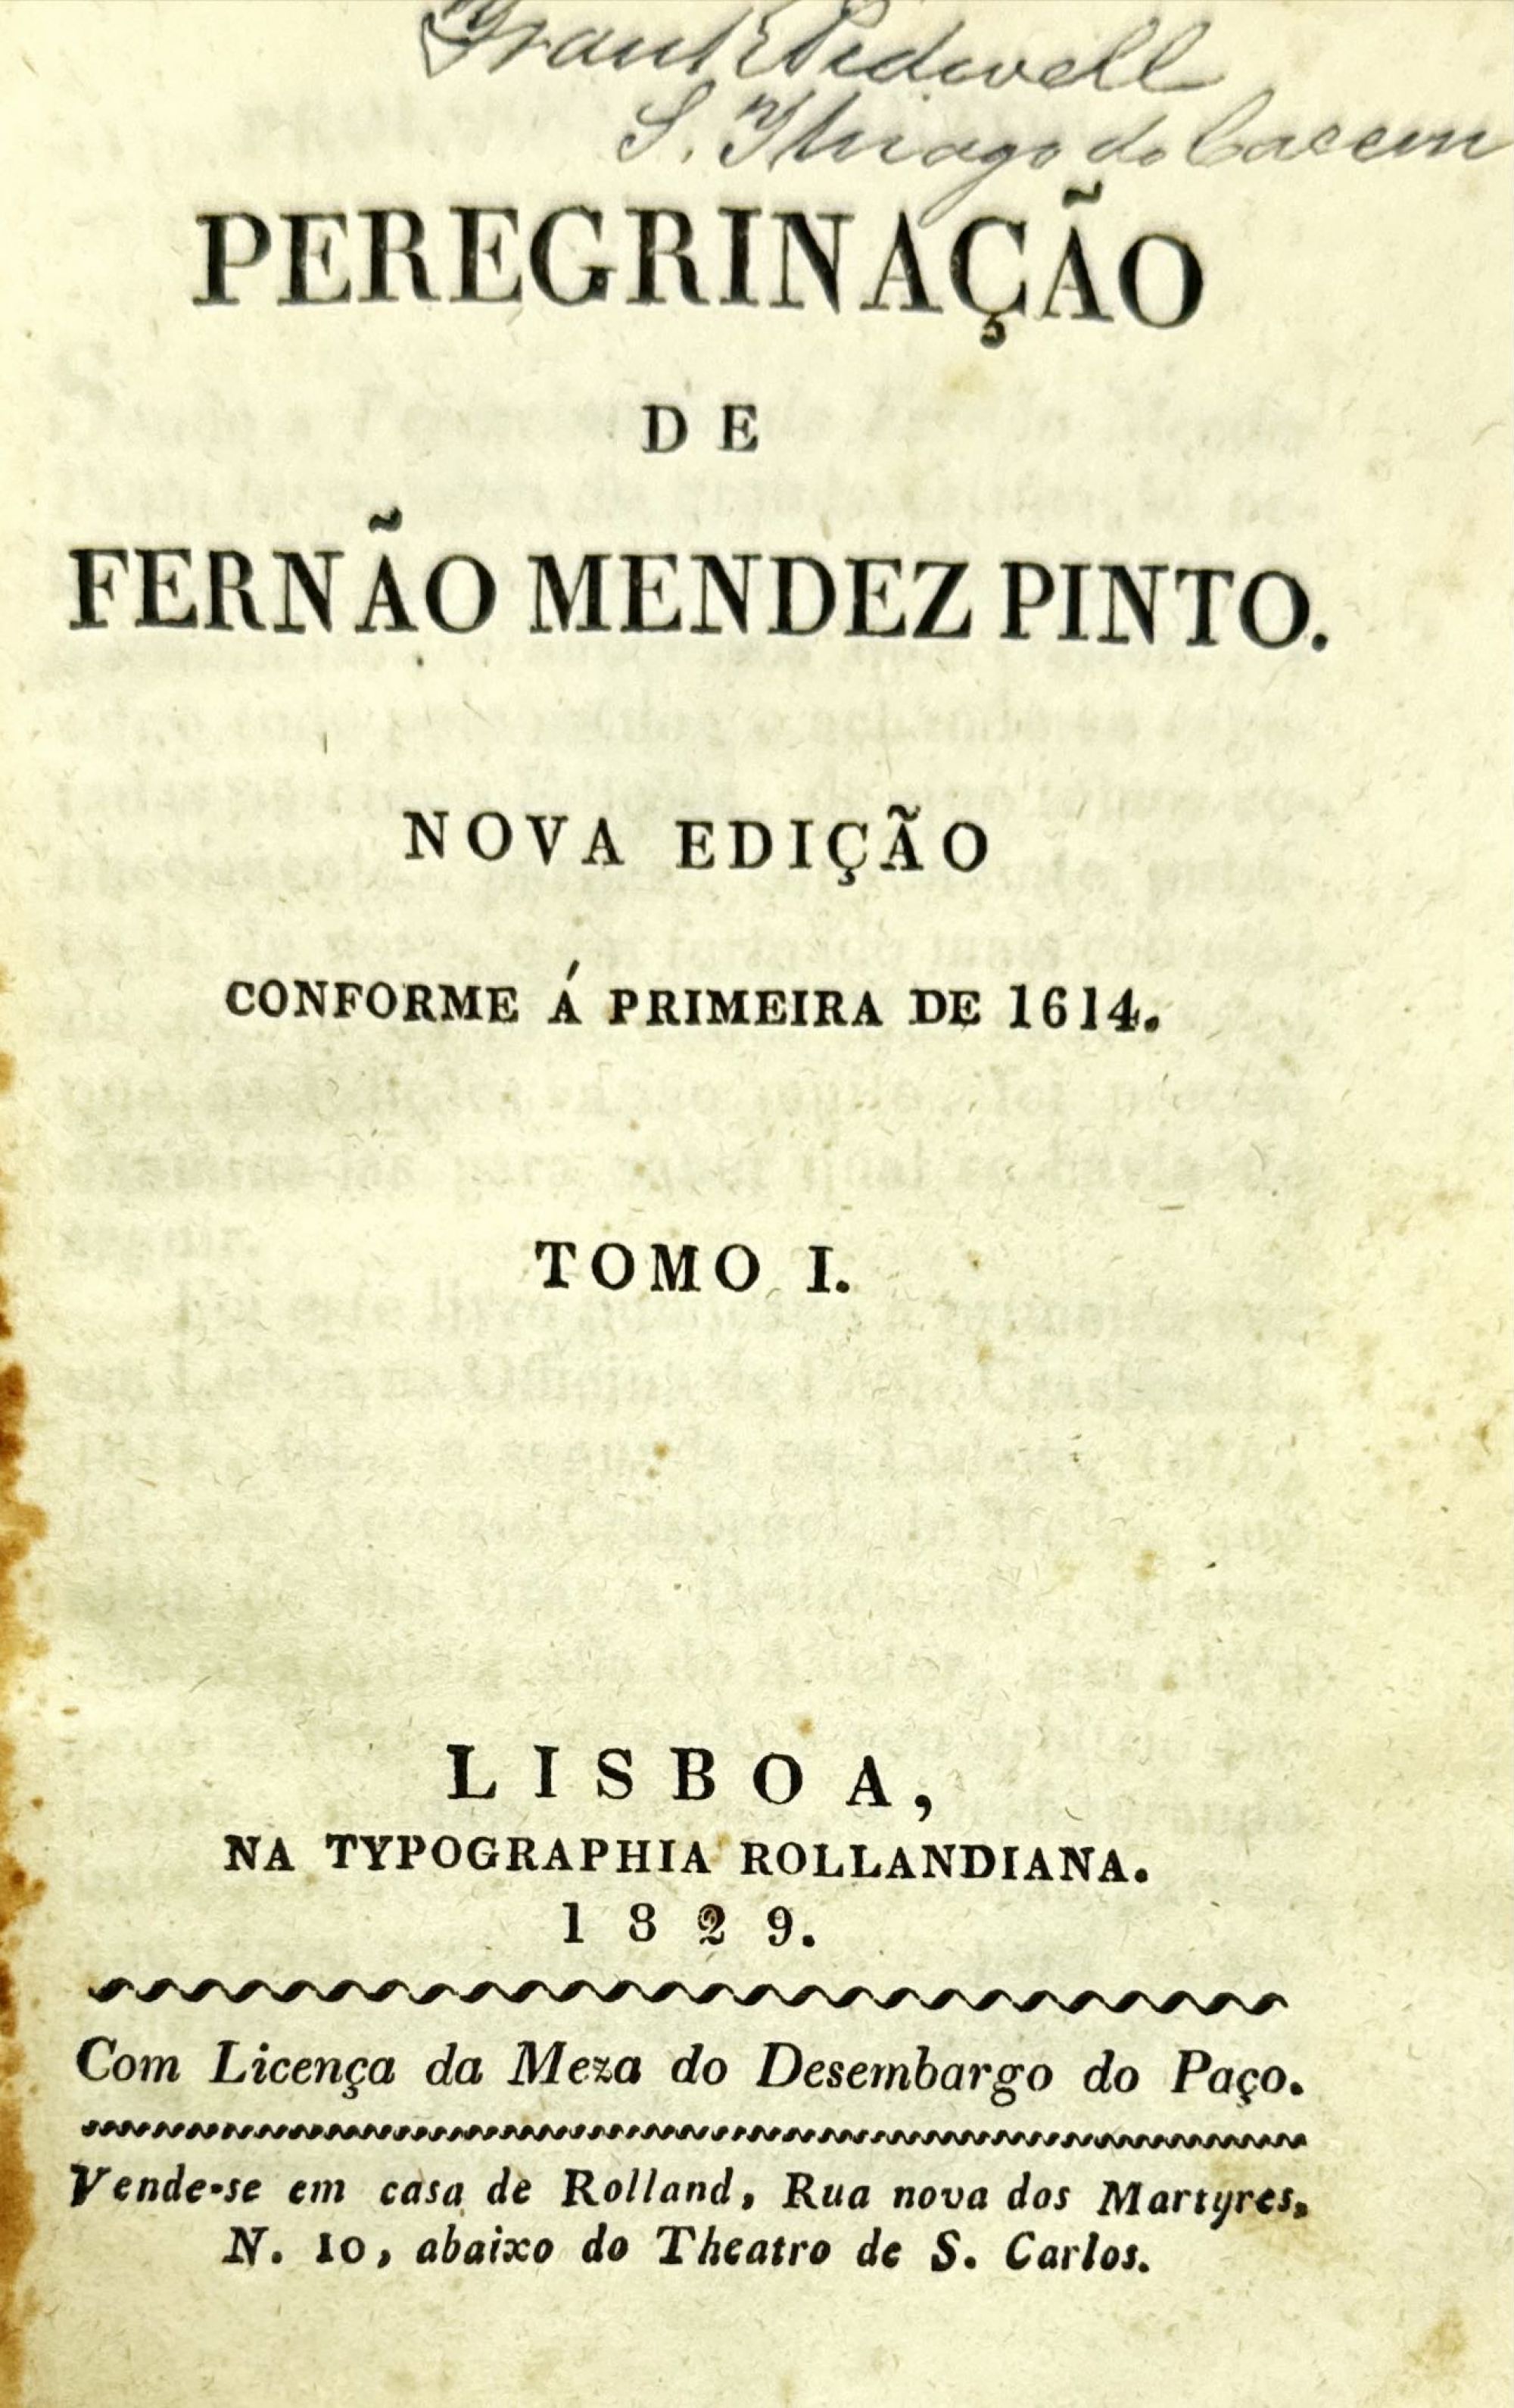 Frank Bidwell
S. Thiago do Cacem
PEREGRINAÇÃO
DE
FERNÃO MENDEZ PINTO.
NOVA EDIÇÃO
CONFORME Á PRIMEIRA DE 1614.
TOMO I.
LISBOA,
NA TYPOGRAPHIA ROLLANDIANA.
1829.
Com Licença da Meza do Desembargo do Paço.
Vende-se em casa de Rolland, Rua nova dos Martyres,
N. 10, abaixo do Theatro de S. Carlos.